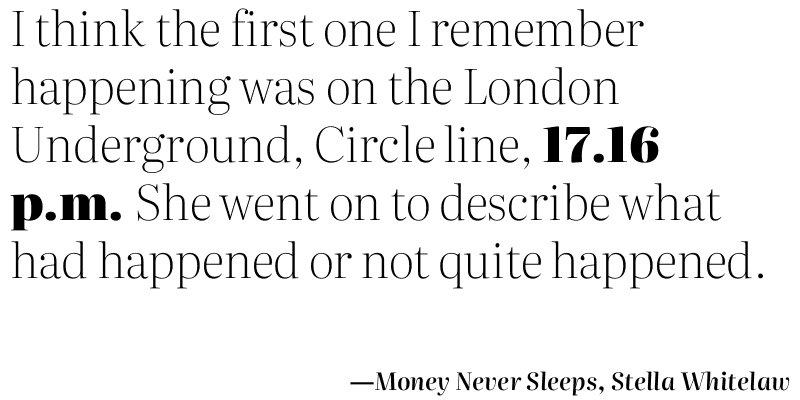 I think the first one I remember
happening was on the London
Underground, Circle line, 17.16
p.m. She went on to describe what
had happened or not quite happened.
—Money Never Sleeps, Stella Whitelaw